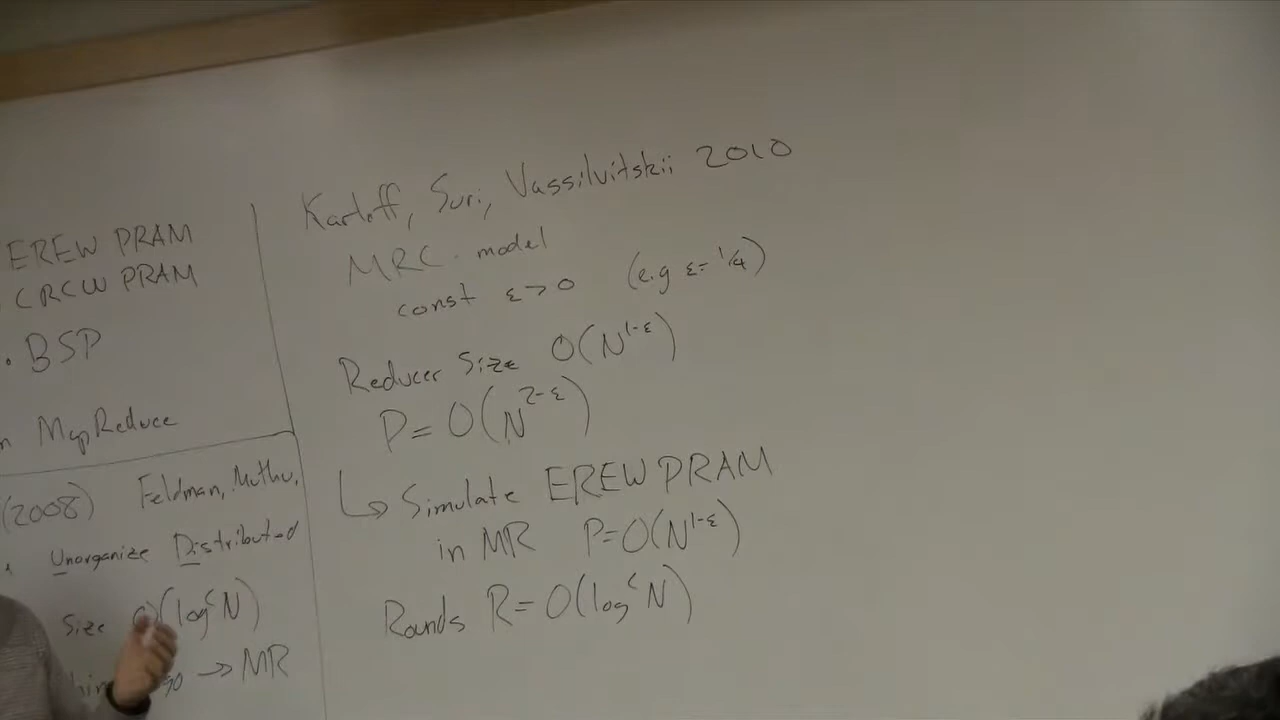 EREW PRAM
CRCW PRAM
• BSP
MapReduce
(2008) Feldman, Muthu,
Unorganize Distributed
Size O(log^c N)
→ MR
Karloff, Suri, Vassilvitskii 2010
MRC model
const ε>0 (e.g ε=1/4)
Reducer Size O(N^{1-ε})
P=O(N^{2-ε})
↳ Simulate EREW PRAM
in MR P=O(N^{1-ε})
Rounds R=O(log^c N)